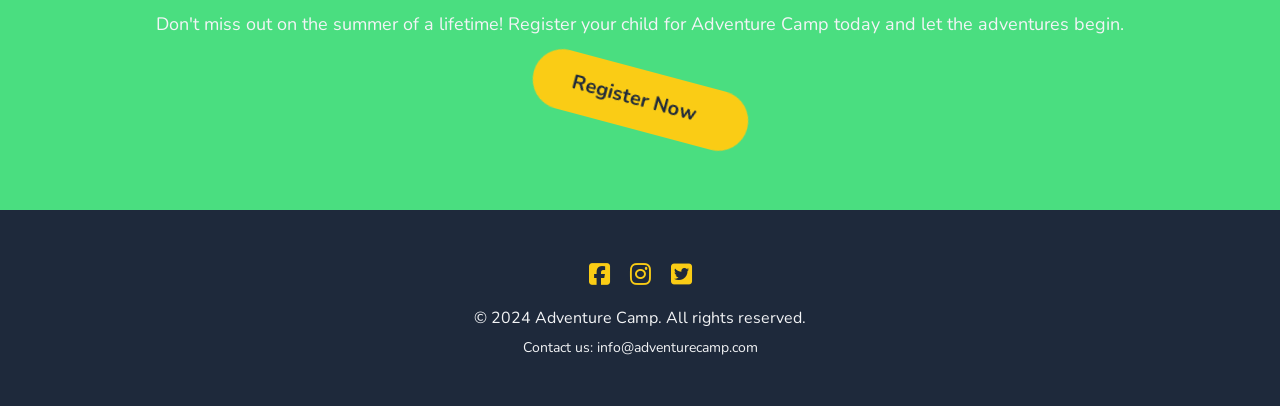 Don't miss out on the summer of a lifetime! Register your child for Adventure Camp today and let the adventures begin.
Register Now
© 2024 Adventure Camp. All rights reserved.
Contact us: info@adventurecamp.com